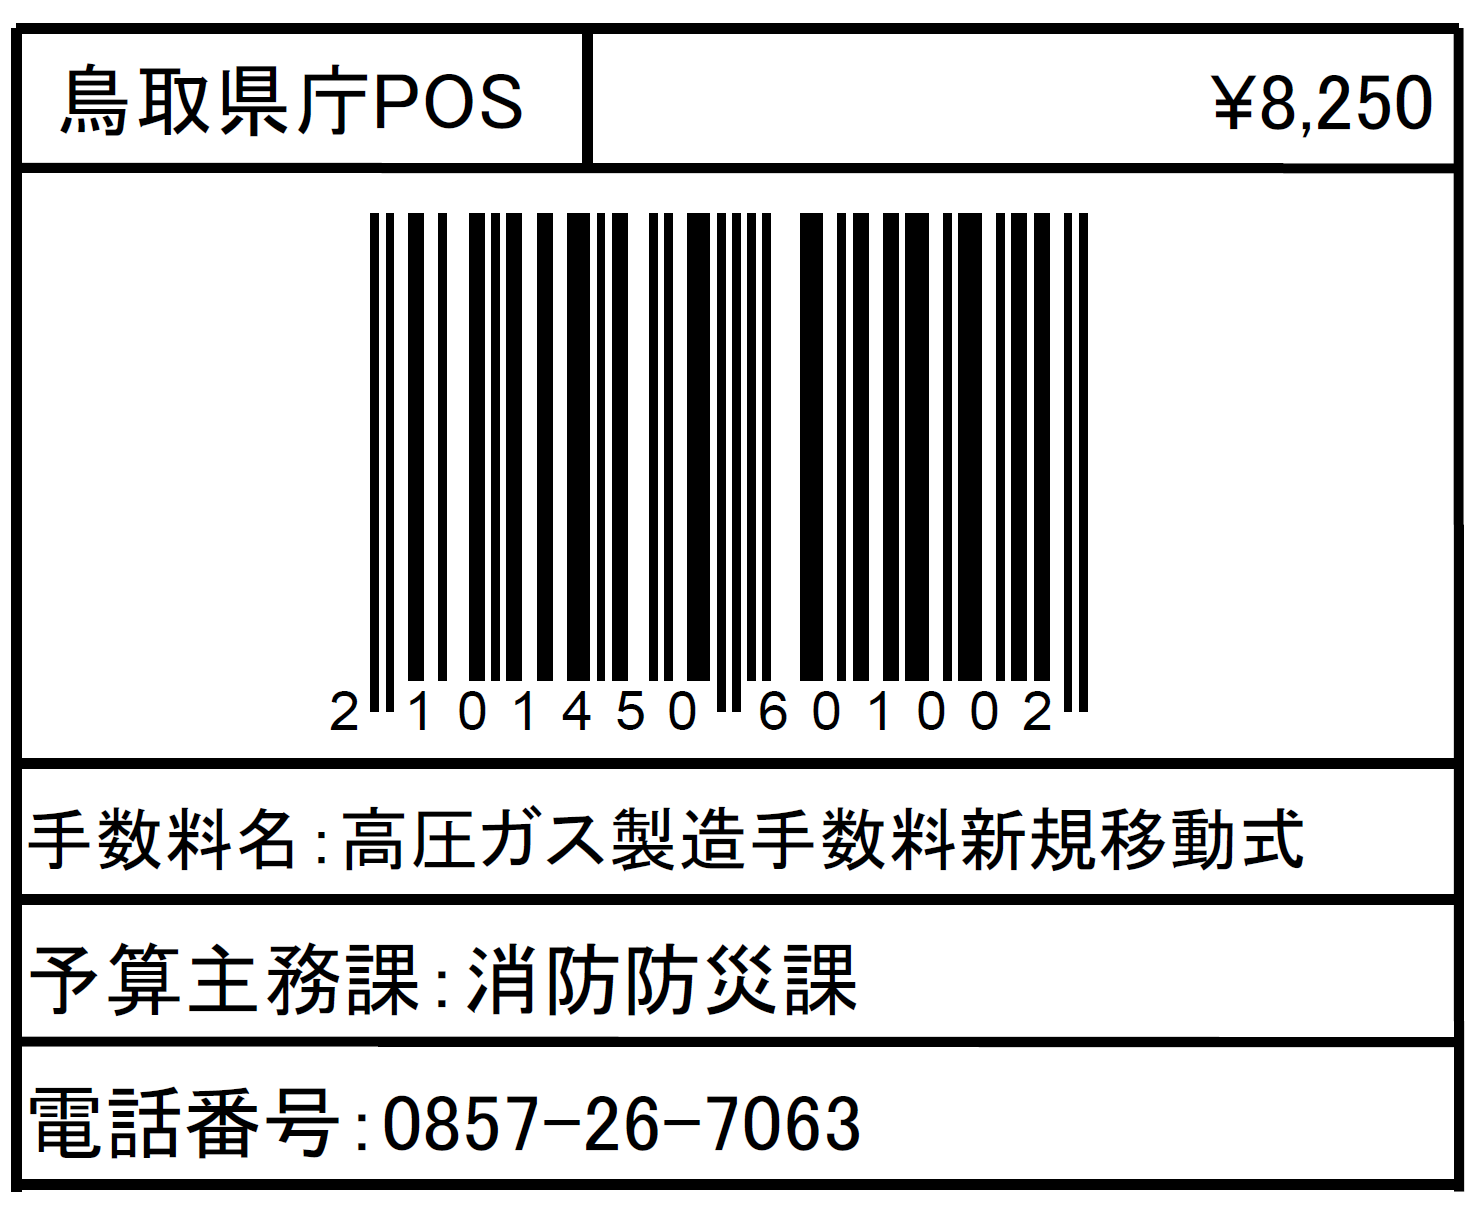 鳥取県庁POS ¥8,250
2 101450 601002
手数料名:高圧ガス製造手数料新規移動式
予算主務課:消防防災課
電話番号:0857-26-7063